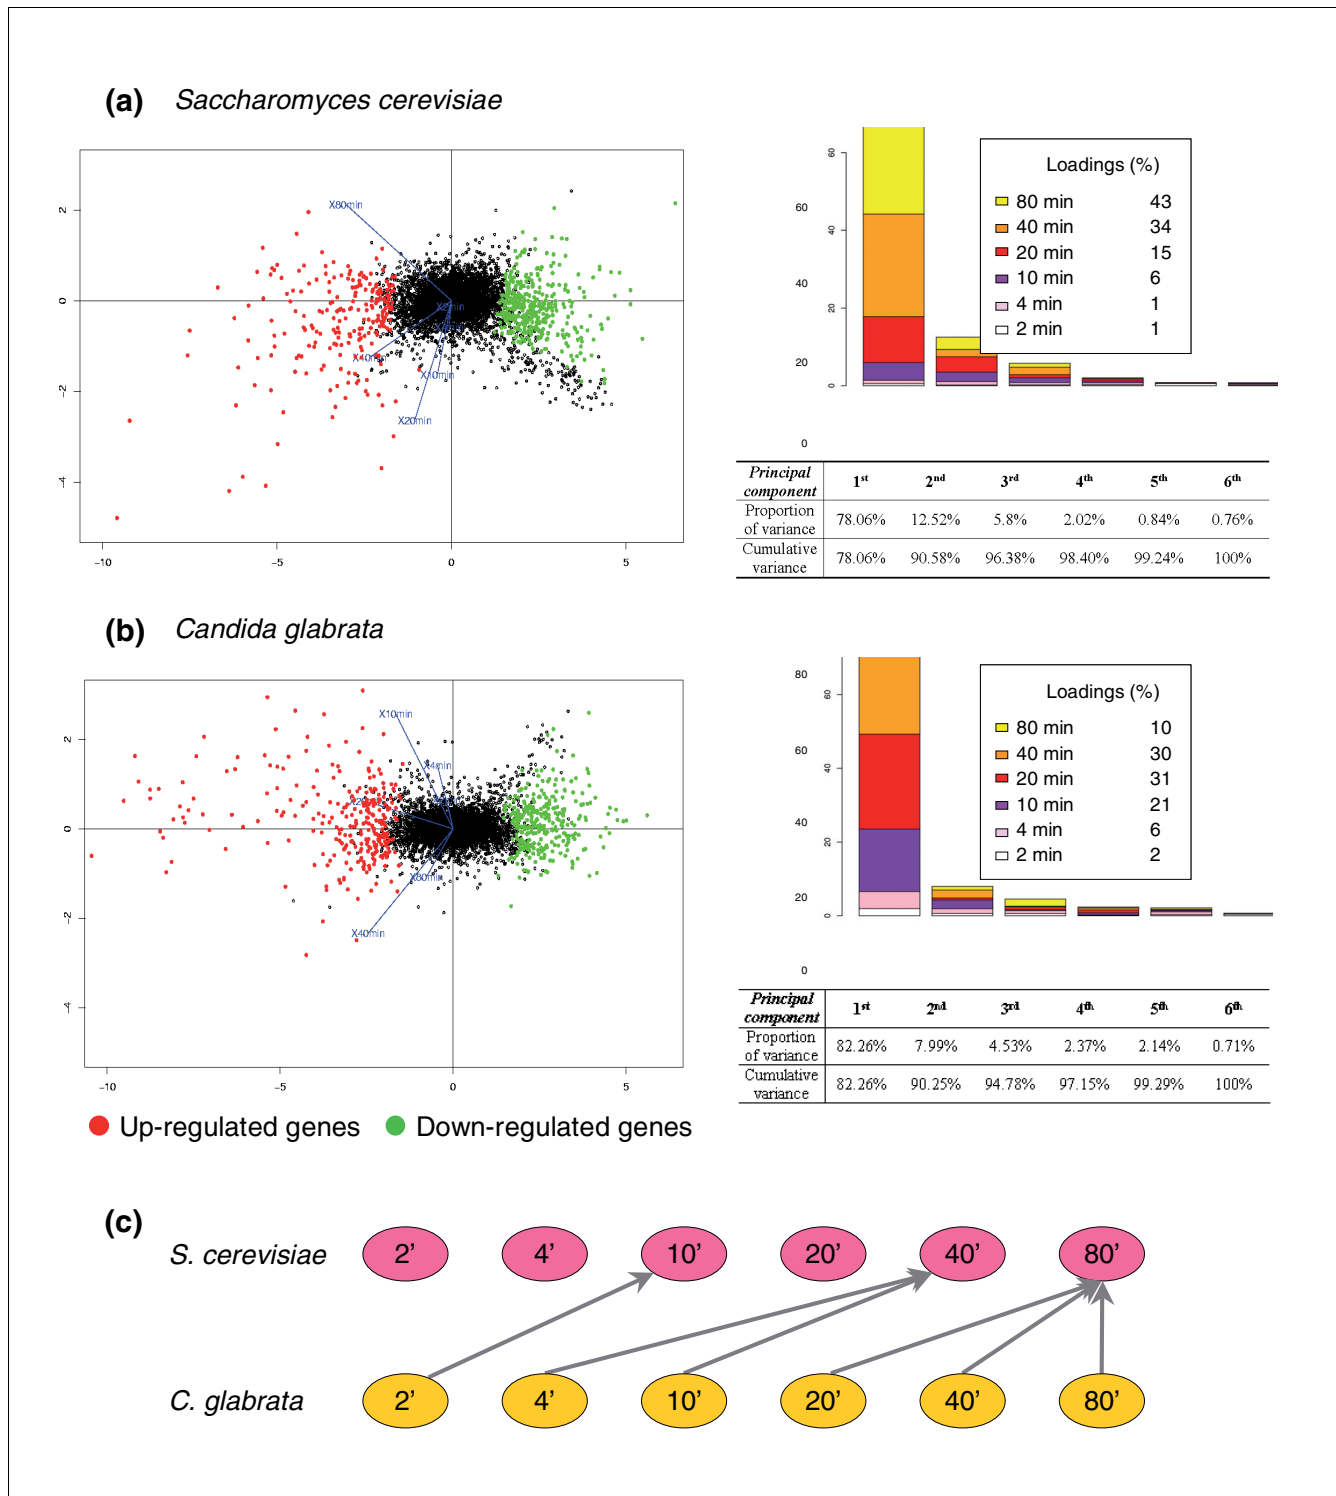 (a) Saccharomyces cerevisiae
2
0
-2
-4
-10 -5 0 5
X80min
X2min
X10min
X10min
X20min
60
40
20
0
60
40
20
0
Loadings (%)
80 min 43
40 min 34
20 min 15
10 min 6
4 min 1
2 min 1
Principal component 1st 2nd 3rd 4th 5th 6th
Proportion of variance 78.06% 12.52% 5.8% 2.02% 0.84% 0.76%
Cumulative variance 78.06% 90.58% 96.38% 98.40% 99.24% 100%
(b) Candida glabrata
2
0
-2
-4
-10 -5 0 5
X10min
X4min
X80min
X40min
60
40
20
0
80
60
40
20
0
Loadings (%)
80 min 10
40 min 30
20 min 31
10 min 21
4 min 6
2 min 2
Principal component 1st 2nd 3rd 4th 5th 6th
Proportion of variance 82.26% 7.99% 4.53% 2.37% 2.14% 0.71%
Cumulative variance 82.26% 90.25% 94.78% 97.15% 99.29% 100%
Up-regulated genes Down-regulated genes
(c)
S. cerevisiae 2’ 4’ 10’ 20’ 40’ 80’
C. glabrata 2’ 4’ 10’ 20’ 40’ 80’